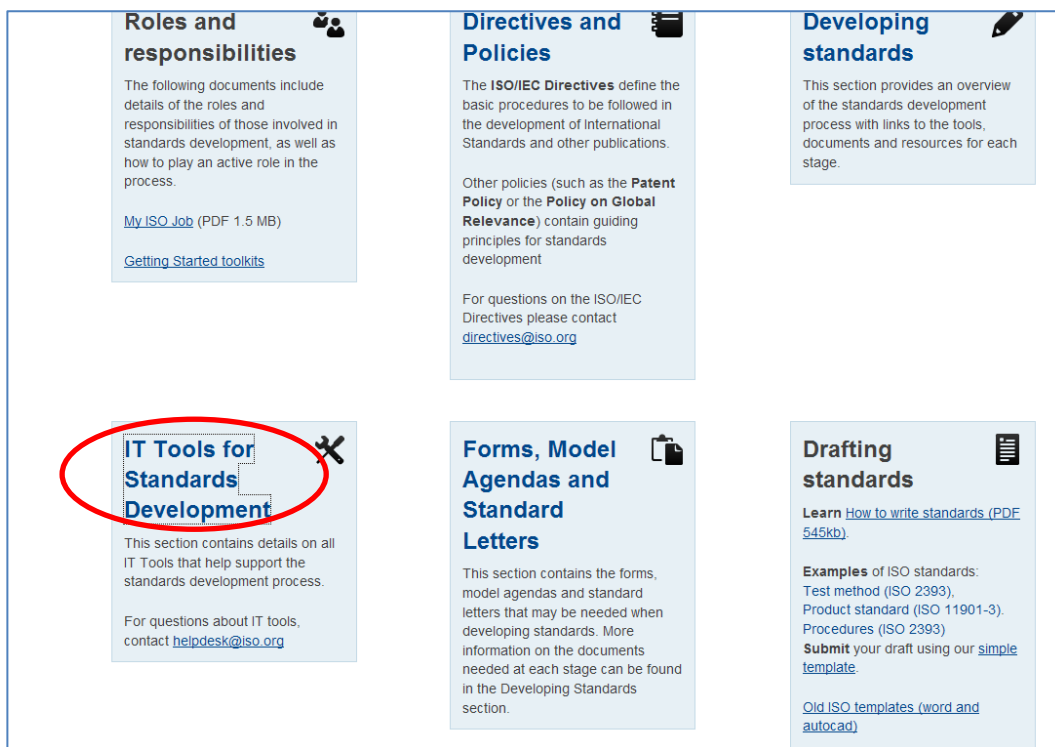 Roles and
responsibilities
The following documents include
details of the roles and
responsibilities of those involved in
standards development, as well as
how to play an active role in the
process.
My ISO Job (PDF 1.5 MB)
Getting Started toolkits
Directives and
Policies
The ISO/IEC Directives define the
basic procedures to be followed in
the development of International
Standards and other publications.
Other policies (such as the Patent
Policy or the Policy on Global
Relevance) contain guiding
principles for standards
development
For questions on the ISO/IEC
Directives please contact
directives@iso.org
Developing
standards
This section provides an overview
of the standards development
process with links to the tools,
documents and resources for each
stage.
IT Tools for
Standards
Development
This section contains details on all
IT Tools that help support the
standards development process.
For questions about IT tools,
contact helpdesk@iso.org
Forms, Model
Agendas and
Standard
Letters
This section contains the forms,
model agendas and standard
letters that may be needed when
developing standards. More
information on the documents
needed at each stage can be found
in the Developing Standards
section.
Drafting
standards
Learn How to write standards (PDF
545kb).
Examples of ISO standards:
Test method (ISO 2393),
Product standard (ISO 11901-3).
Procedures (ISO 2393)
Submit your draft using our simple
template.
Old ISO templates (word and
autocad)